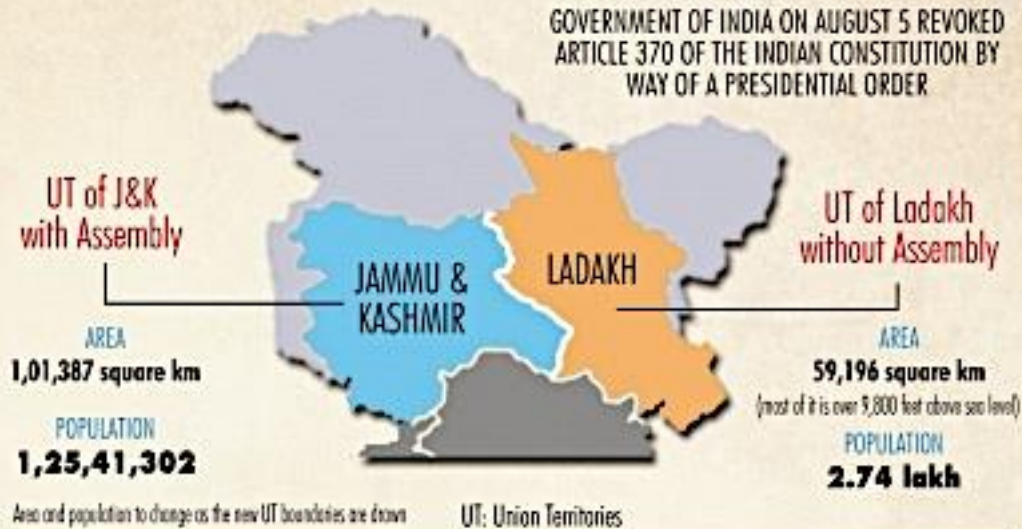 GOVERNMENT OF INDIA ON AUGUST 5 REVOKED
ARTICLE 370 OF THE INDIAN CONSTITUTION BY
WAY OF A PRESIDENTIAL ORDER
UT of J&K
with Assembly
JAMMU &
KASHMIR
LADAKH
UT of Ladakh
without Assembly
AREA
1,01,387 square km
POPULATION
1,25,41,302
AREA
59,196 square km
(most of it is over 9,800 feet above sea level)
POPULATION
2.74 lakh
Area and population to change as the new UT boundaries are drawn
UT: Union Territories